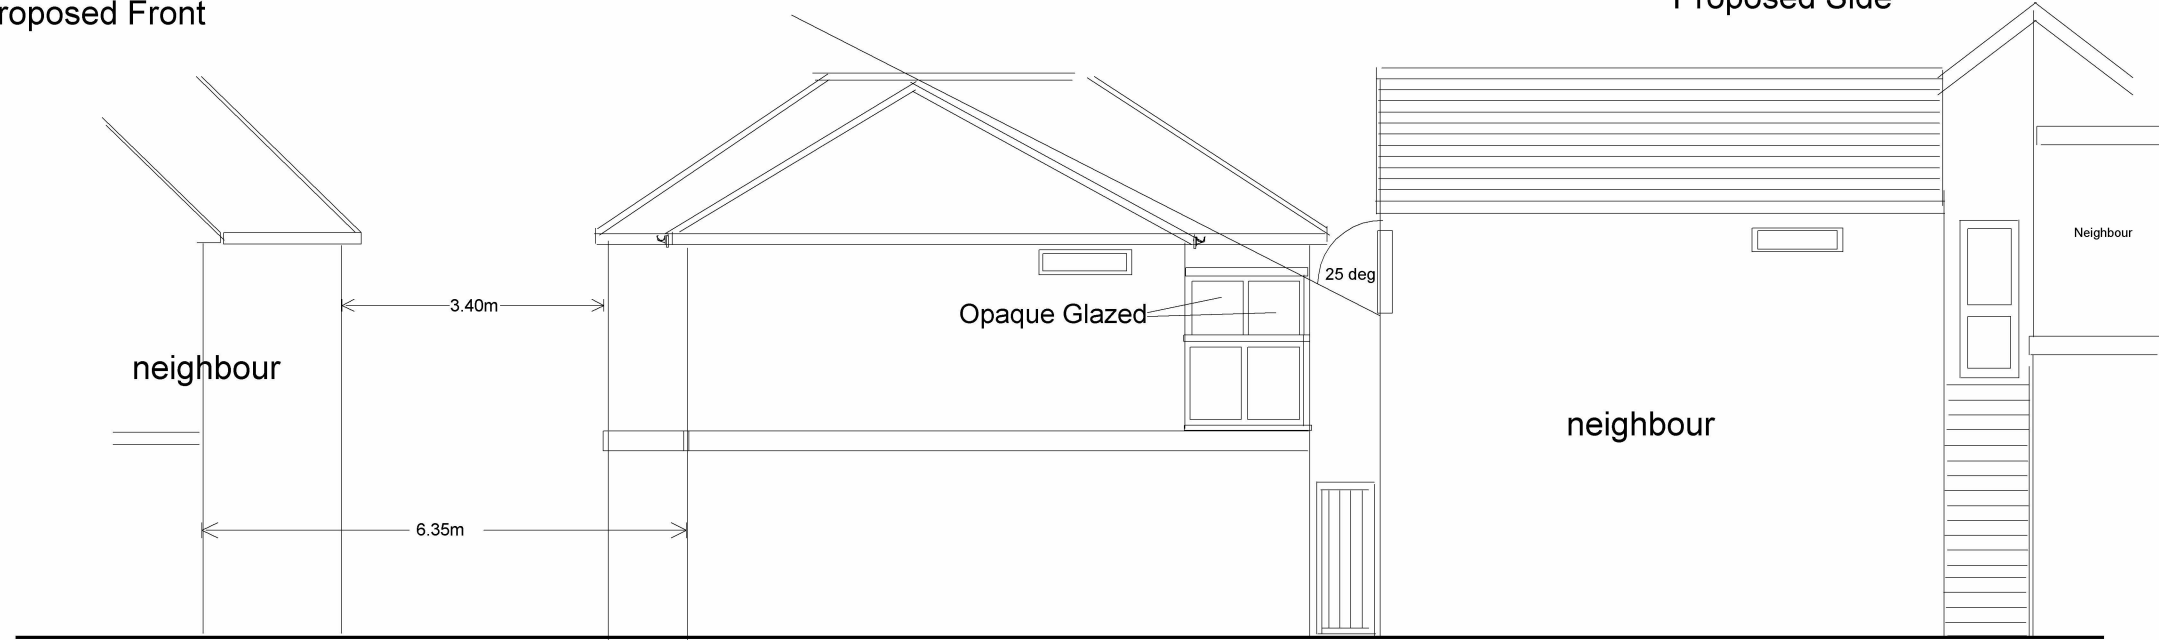 roposed Front
Proposed Side
Neighbour
25 deg
3.40m
Opaque Glazed
neighbour
neighbour
6.35m